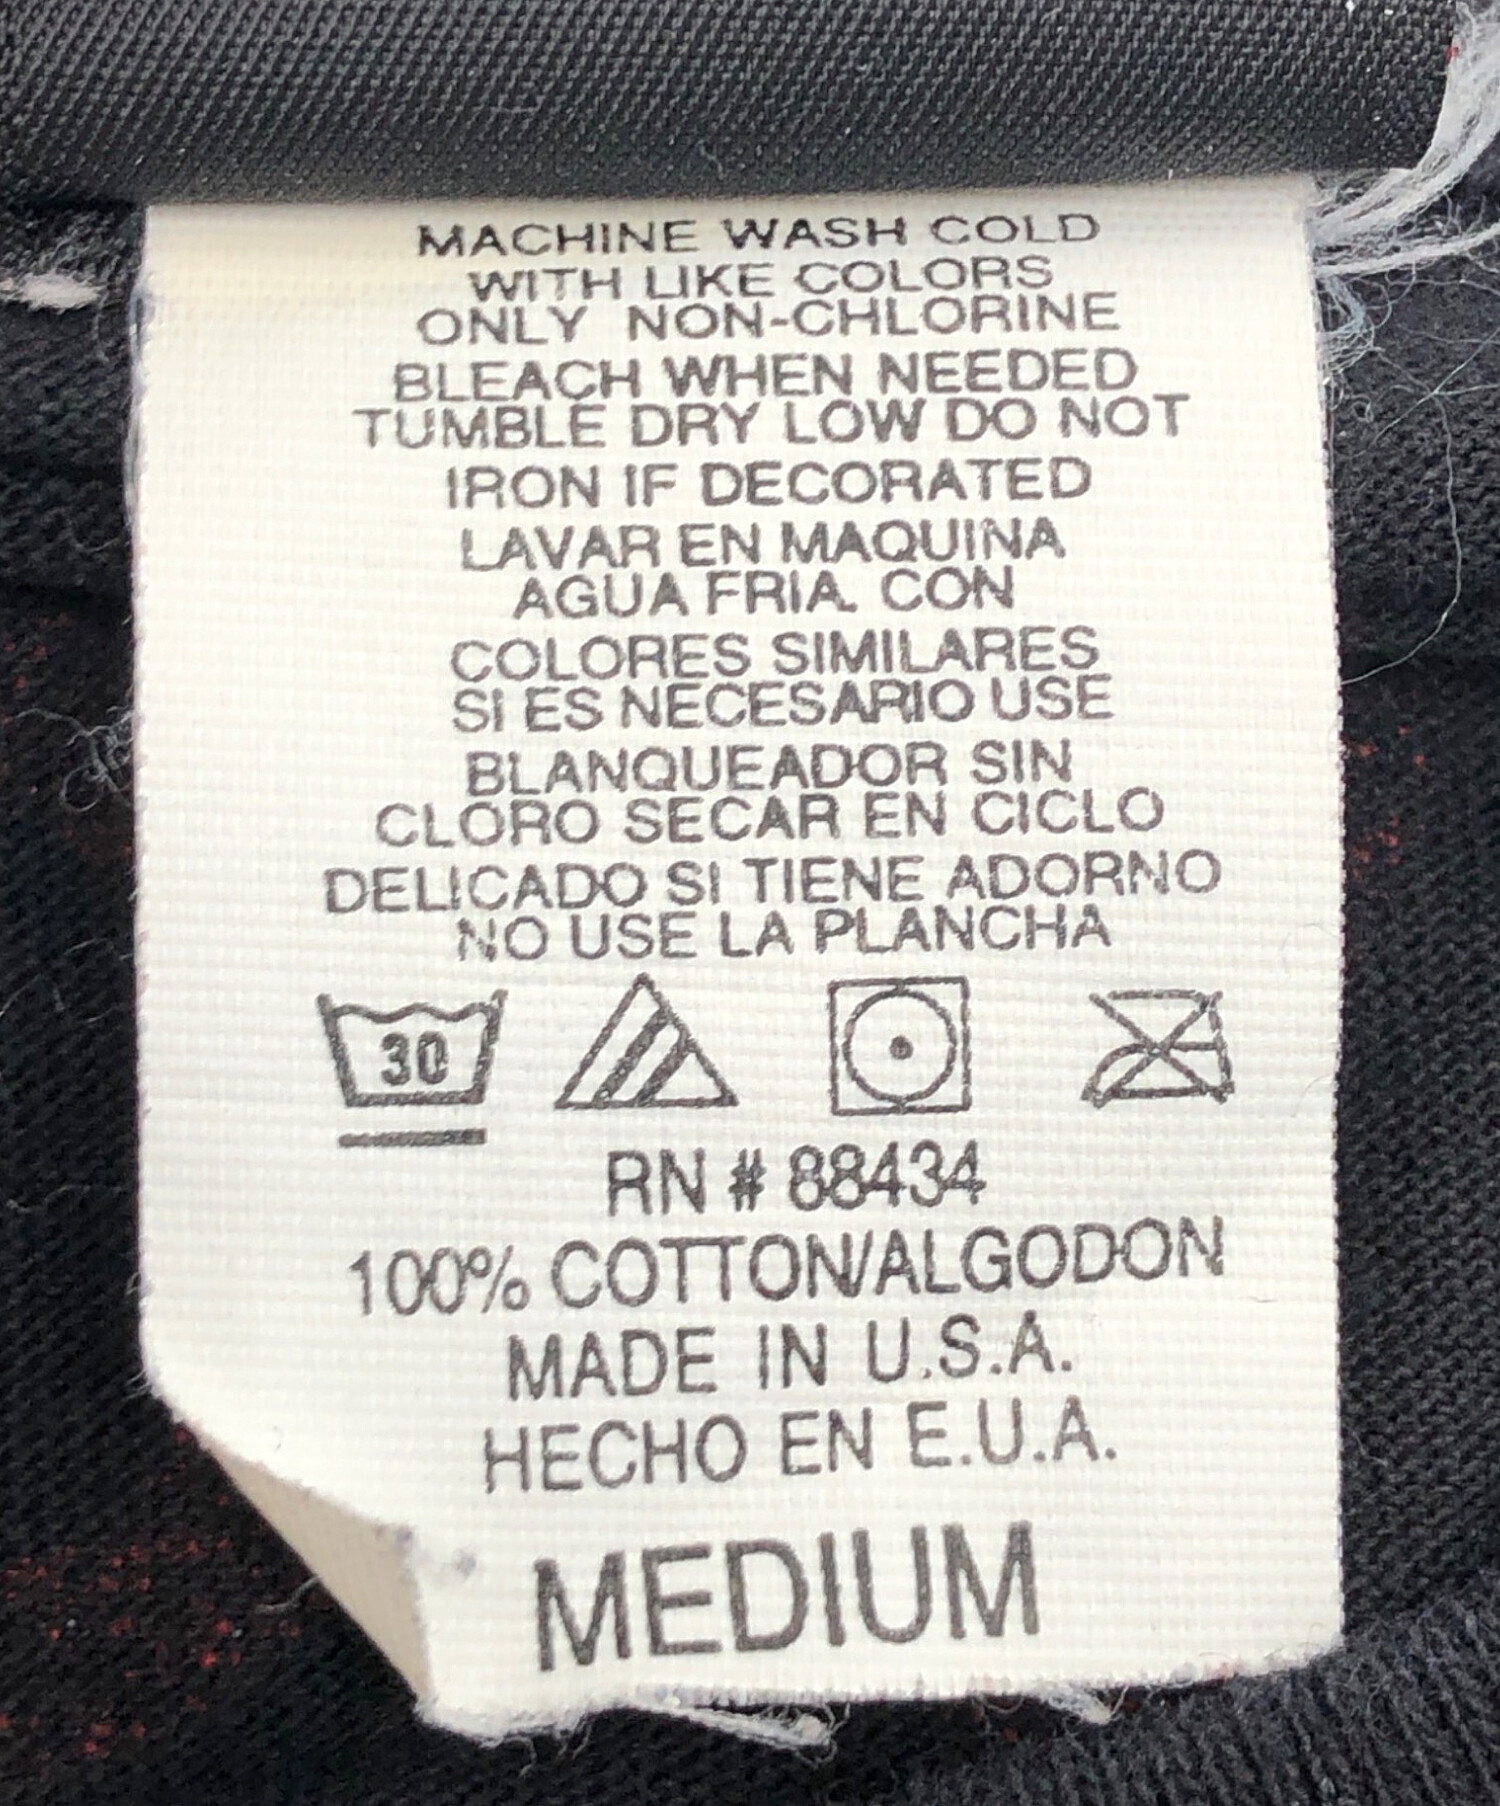 MACHINE WASH COLD
WITH LIKE COLORS
ONLY NON-CHLORINE
BLEACH WHEN NEEDED
TUMBLE DRY LOW DO NOT
IRON IF DECORATED
LAVAR EN MAQUINA
AGUA FRIA. CON
COLORES SIMILARES
SI ES NECESARIO USE
BLANQUEADOR SIN
CLORO SECAR EN CICLO
DELICADO SI TIENE ADORNO
NO USE LA PLANCHA
30
RN # 88434
100% COTTON/ALGODON
MADE IN U.S.A.
HECHO EN E.U.A.
MEDIUM